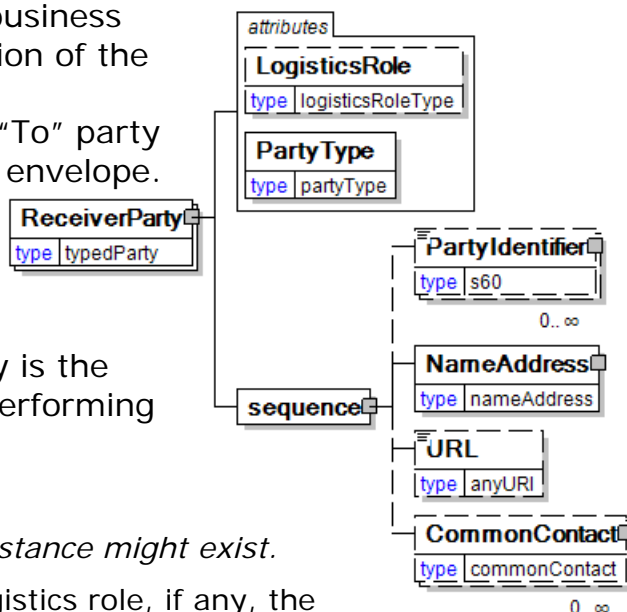 business
ion of the
“To” party
envelope.
attributes
LogisticsRole
type logisticsRoleType
PartyType
type partyType
ReceiverParty
type typedParty
PartyIdentifier
type s60
0.. ∞
y is the
erforming
NameAddress
type nameAddress
sequence
URL
type anyURI
stance might exist.
CommonContact
type commonContact
gistics role, if any, the
0.. ∞